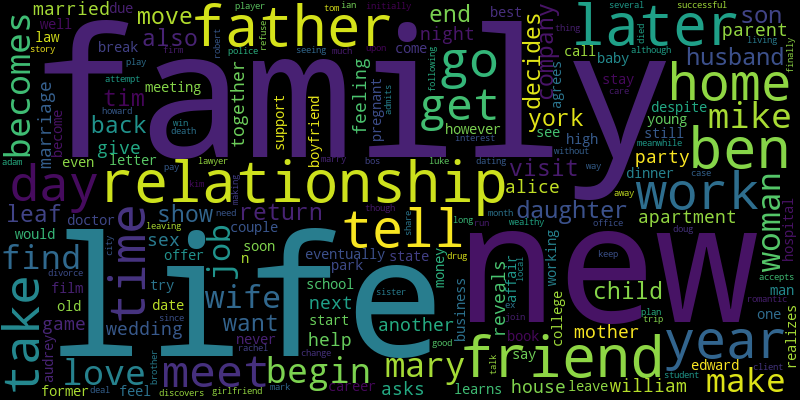 married due
move
father
end
player
tom
ian
initially
later
several
successful
son
law
well
becomes
break
also
refuse
police
night
best
come
parent
story
play
firm
robert
seeing
much
upon
go
company
decides
thing
died
although
living
finally
family
call
baby
husband
attempt
meeting
together
feeling
following
agrees
stay
care
home
marriage
become
tim
howard
support
boyfriend
pregnant
admits
get
despite
young
back
win
death
however
york
see
high
still
meanwhile
mike
adam
give
letter
even
lawyer
marry
bos
luke
interest
dating
without
way
party
dinner
case
ben
day
pay
kim
making
relationship
visit
alice
away
work
woman
hospital
leaf
doctor
show
return
need
though
share
tell
daughter
apartment
would
leaving
sex
couple
long
month
wealthy
office
doug
find
time
city
job
soon
n
eventually
state
drug
run
new
man
accepts
life
divorce
offer
park
money
affair
local
working
keep
film
try
wife
school
sister
reveals
child
one
romantic
take
old
since
date
next
business
join
college
plan
trip
realizes
game
wedding
want
start
another
good
book
mother
year
audrey
never
rachel
help
change
friend
say
love
brother
meet
begin
mary
talk
edward
client
former
deal
feel
discovers
girlfriend
mark
career
asks
learns
house
leave
william
student
make